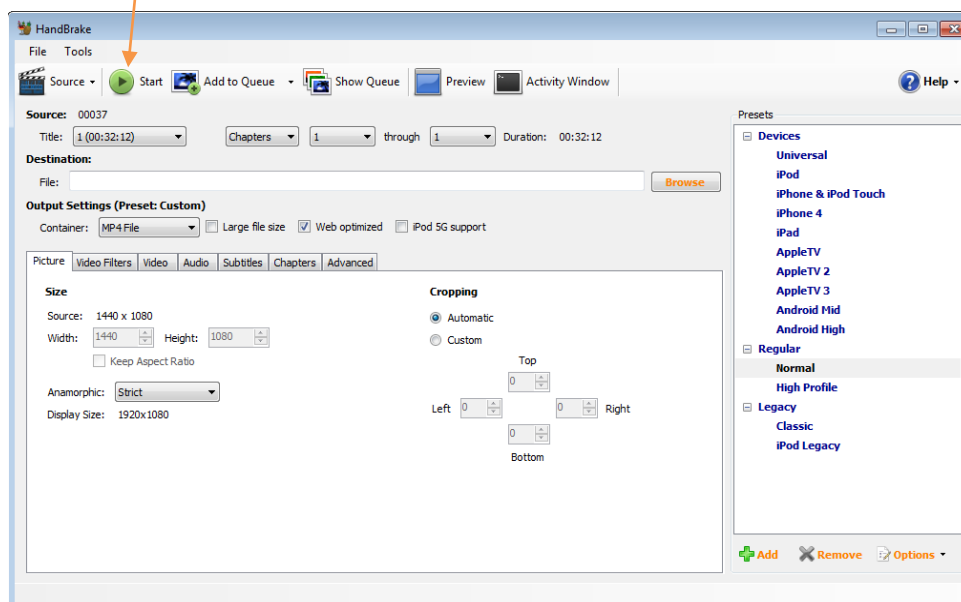 HandBrake
File Tools
Source Start Add to Queue Show Queue Preview Activity Window Help
Source: 00037
Title: 1 (00:32:12) Chapters 1 through 1 Duration: 00:32:12
Destination:
File: Browse
Output Settings (Preset: Custom)
Container: MP4 File Large file size Web optimized iPod 5G support
Picture Video Filters Video Audio Subtitles Chapters Advanced
Size
Source: 1440 x 1080
Width: 1440 Height: 1080
Keep Aspect Ratio
Anamorphic: Strict
Display Size: 1920x1080
Cropping
Automatic
Custom
Top
0
Left 0 0 Right
0
Bottom
Presets
Devices
Universal
iPod
iPhone & iPod Touch
iPhone 4
iPad
AppleTV
AppleTV 2
AppleTV 3
Android Mid
Android High
Regular
Normal
High Profile
Legacy
Classic
iPod Legacy
Add Remove Options